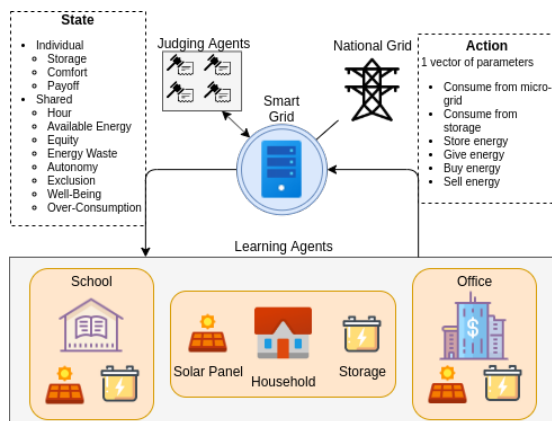 State
• Individual
Storage
Comfort
Payoff
• Shared
Hour
Available Energy
Equity
Energy Waste
Autonomy
Exclusion
Well-Being
Over-Consumption
Judging Agents
Smart
Grid
National Grid
Action
1 vector of parameters
• Consume from micro-
grid
• Consume from
storage
• Store energy
• Give energy
• Buy energy
• Sell energy
Learning Agents
School
Solar Panel
Household
Storage
Office
$